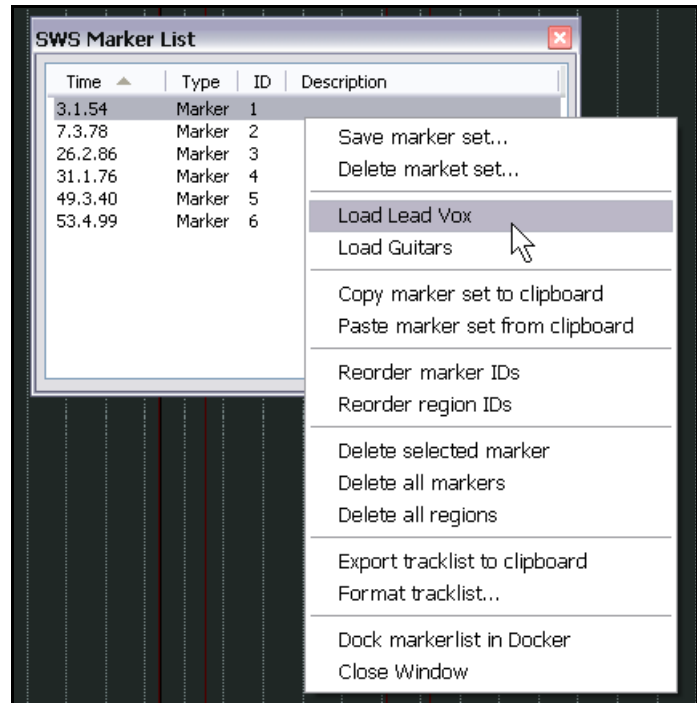 SWS Marker List
Time Type ID Description
3.1.54 Marker 1
7.3.78 Marker 2
26.2.86 Marker 3
31.1.76 Marker 4
49.3.40 Marker 5
53.4.99 Marker 6
Save marker set...
Delete market set...
Load Lead Vox
Load Guitars
Copy marker set to clipboard
Paste marker set from clipboard
Reorder marker IDs
Reorder region IDs
Delete selected marker
Delete all markers
Delete all regions
Export tracklist to clipboard
Format tracklist...
Dock markerlist in Docker
Close Window